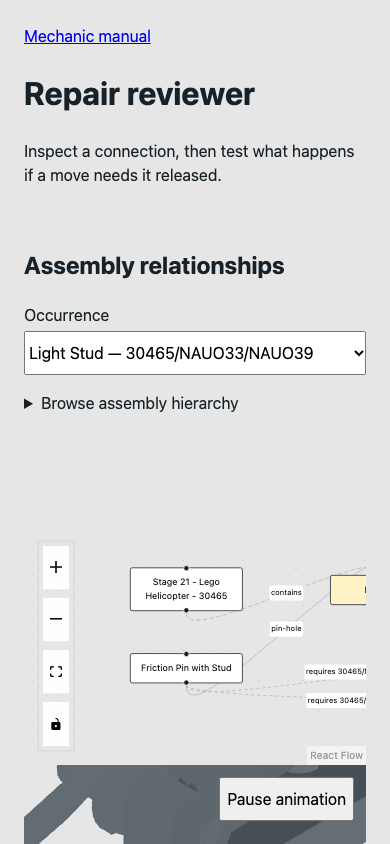 Mechanic manual
Repair reviewer
Inspect a connection, then test what happens
if a move needs it released.
Assembly relationships
Occurrence
Light Stud — 30465/NAUO33/NAUO39
Browse assembly hierarchy
Stage 21 - Lego
Helicopter - 30465
contains
pin-hole
Friction Pin with Stud
requires 30465/
requires 30465/
React Flow
Pause animation